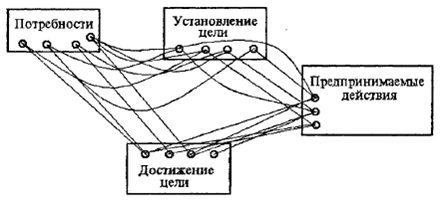 Потребности
Установление
цели
Предпринимаемые
действия
Достижение
цели